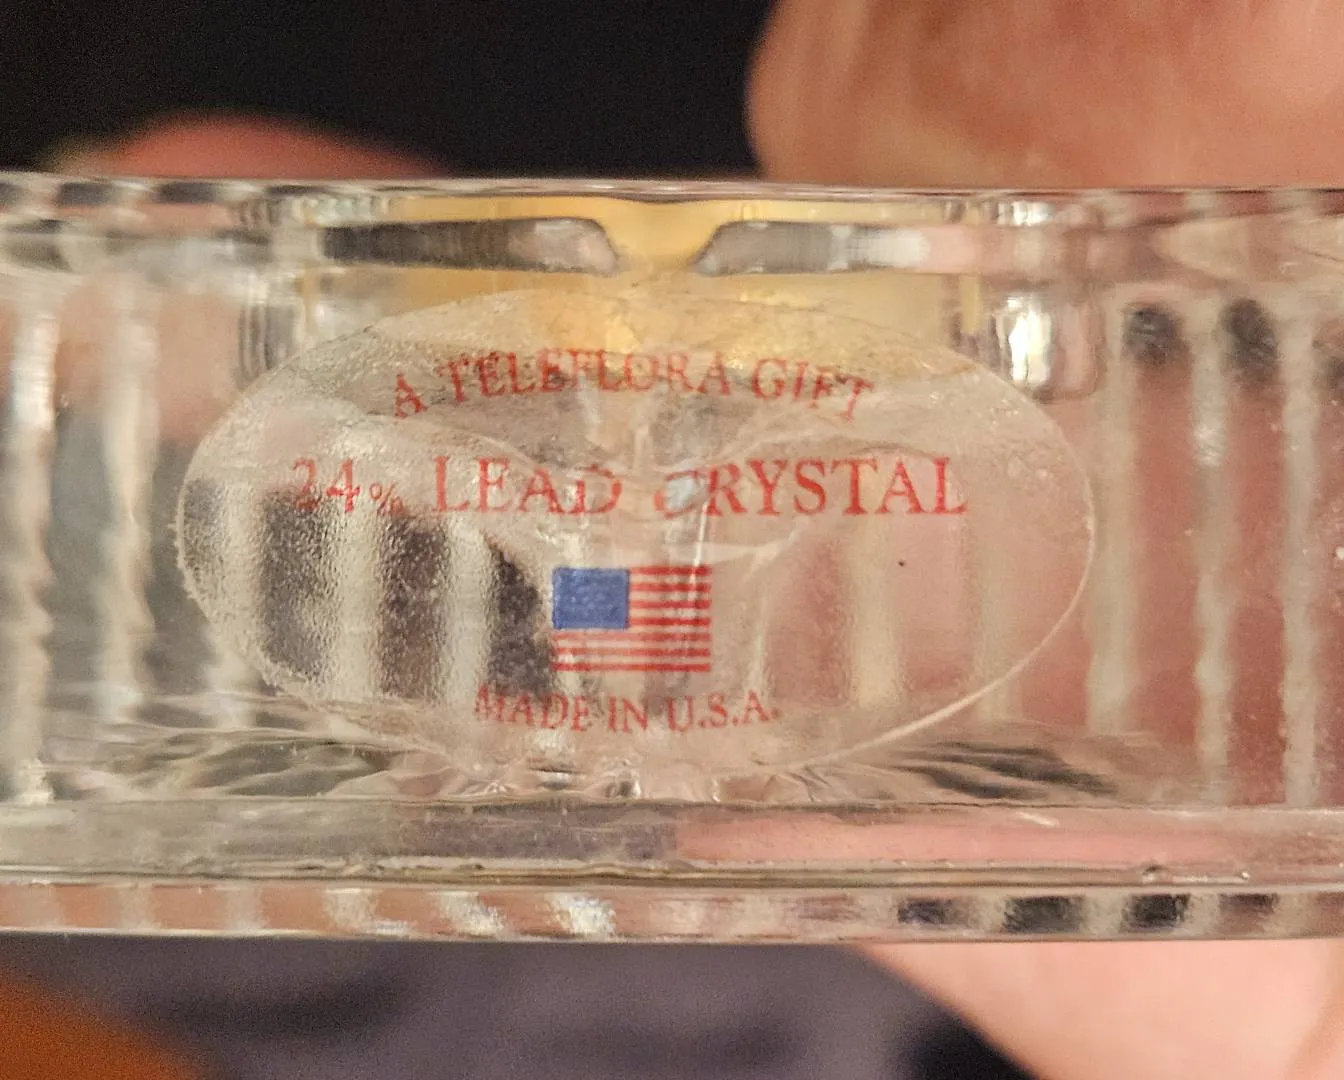 A TELEFLORA GIFT
24% LEAD CRYSTAL
MADE IN U.S.A.